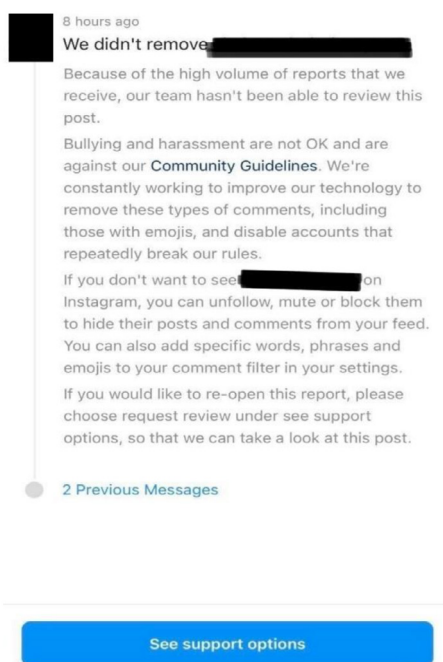 8 hours ago
We didn't remove
Because of the high volume of reports that we
receive, our team hasn't been able to review this
post.
Bullying and harassment are not OK and are
against our Community Guidelines. We're
constantly working to improve our technology to
remove these types of comments, including
those with emojis, and disable accounts that
repeatedly break our rules.
If you don't want to see on
Instagram, you can unfollow, mute or block them
to hide their posts and comments from your feed.
You can also add specific words, phrases and
emojis to your comment filter in your settings.
If you would like to re-open this report, please
choose request review under see support
options, so that we can take a look at this post.
2 Previous Messages
See support options